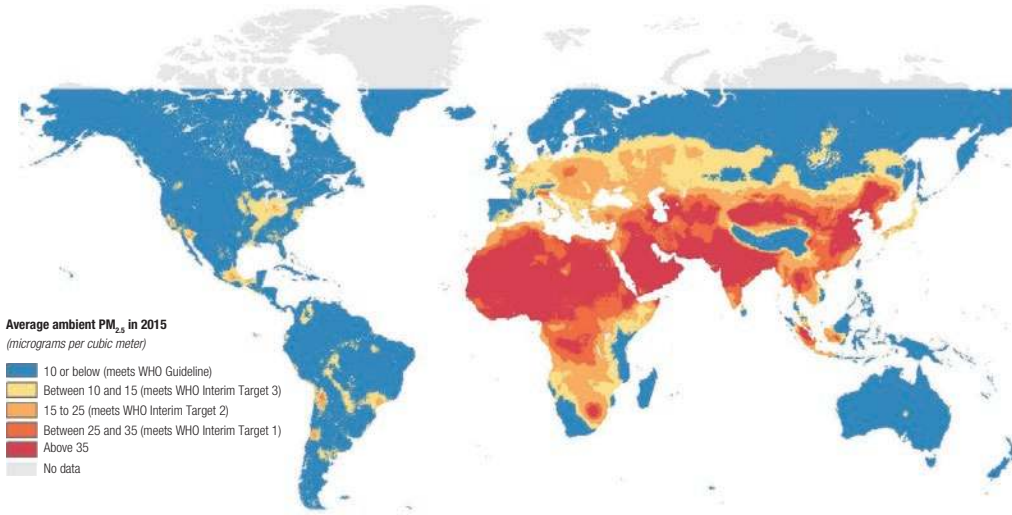 Average ambient PM2.5 in 2015
(micrograms per cubic meter)
10 or below (meets WHO Guideline)
Between 10 and 15 (meets WHO Interim Target 3)
15 to 25 (meets WHO Interim Target 2)
Between 25 and 35 (meets WHO Interim Target 1)
Above 35
No data